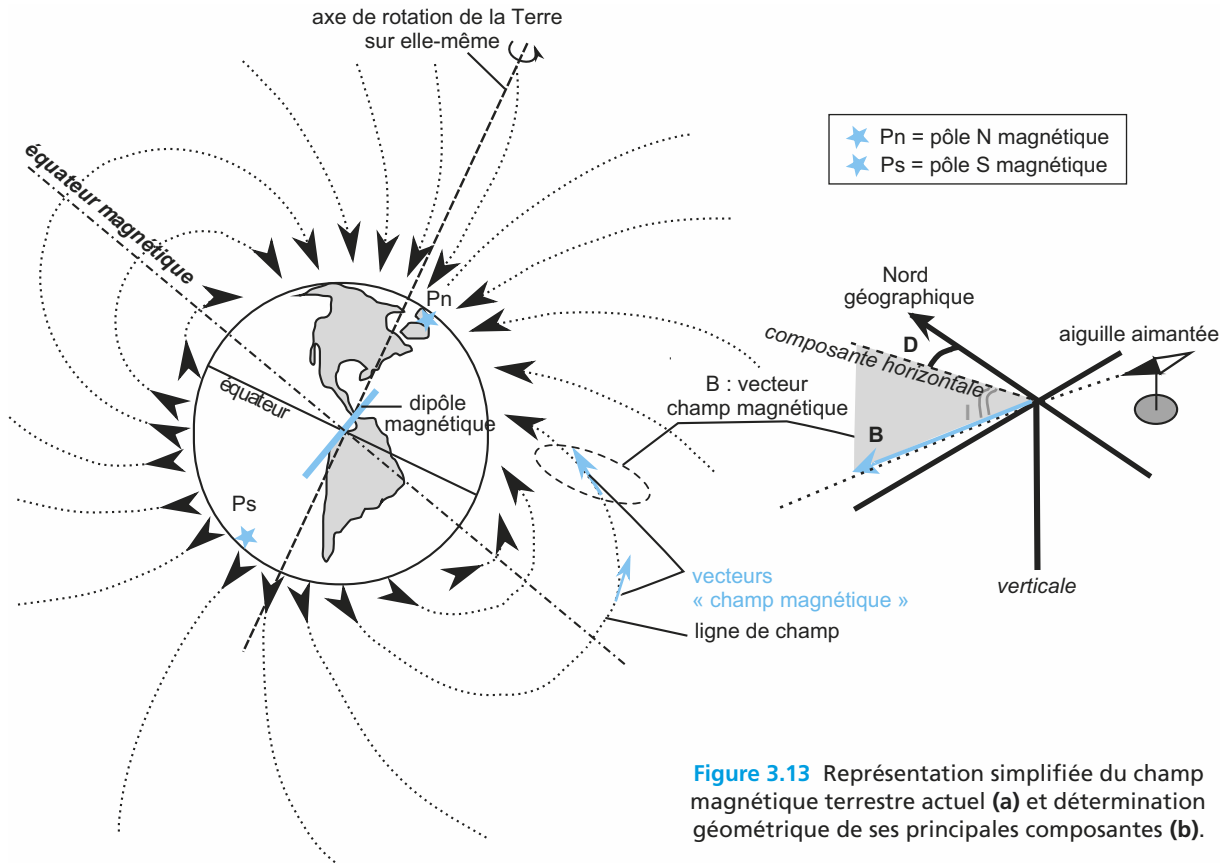 axe de rotation de la Terre
sur elle-même
équateur magnétique
Pn = pôle N magnétique
Ps = pôle S magnétique
Pn
Nord
géographique
aiguille aimantée
D
composante horizontale
I
B : vecteur
champ magnétique
B
équateur
dipôle
magnétique
Ps
vecteurs
« champ magnétique »
verticale
ligne de champ
Figure 3.13 Représentation simplifiée du champ
magnétique terrestre actuel (a) et détermination
géométrique de ses principales composantes (b).